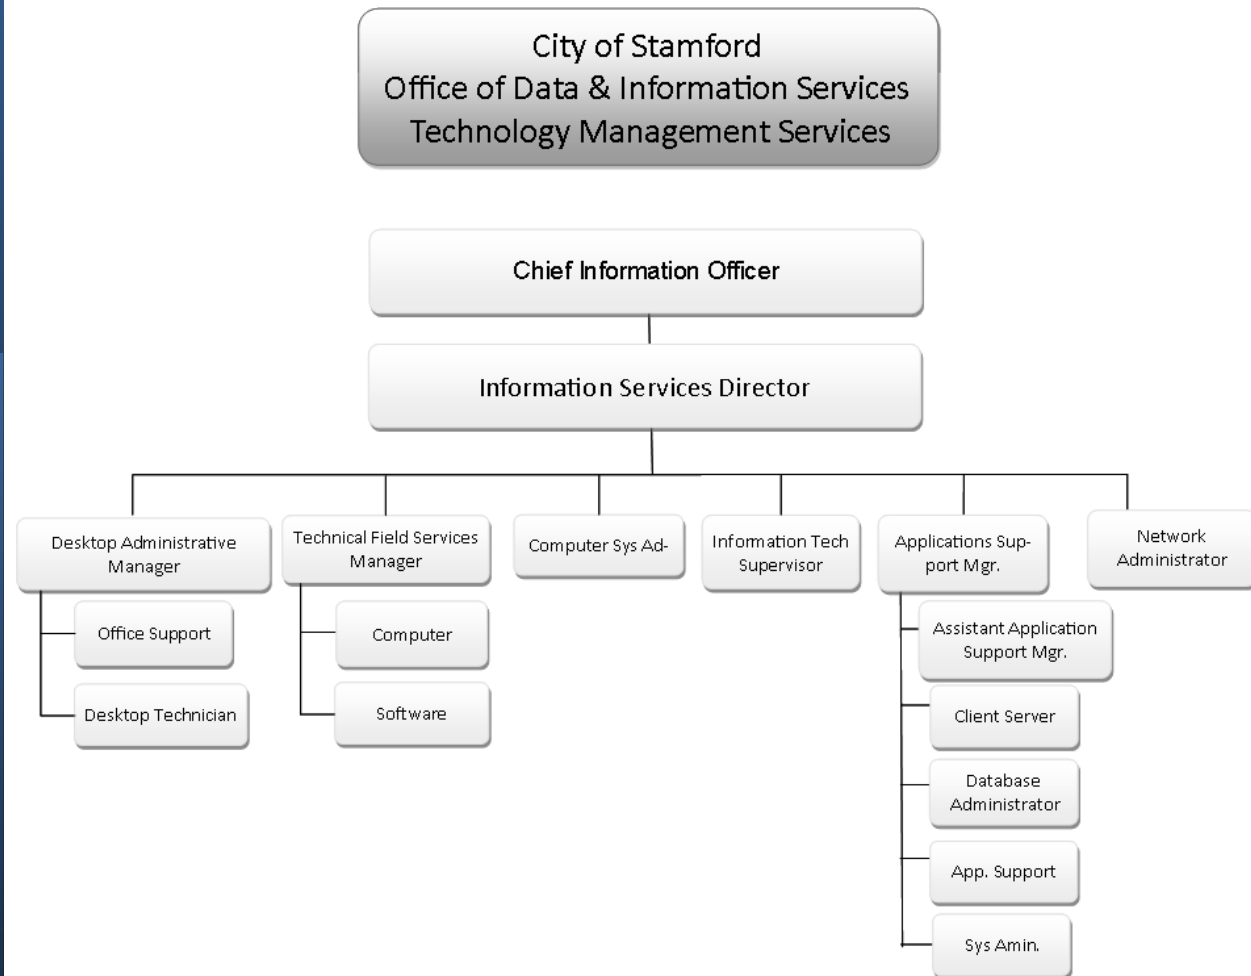 City of Stamford
Office of Data & Information Services
Technology Management Services
Chief Information Officer
Information Services Director
Desktop Administrative
Manager
Technical Field Services
Manager
Computer Sys Ad-
Information Tech
Supervisor
Applications Sup-
port Mgr.
Network
Administrator
Office Support
Desktop Technician
Computer
Software
Assistant Application
Support Mgr.
Client Server
Database
Administrator
App. Support
Sys Amin.